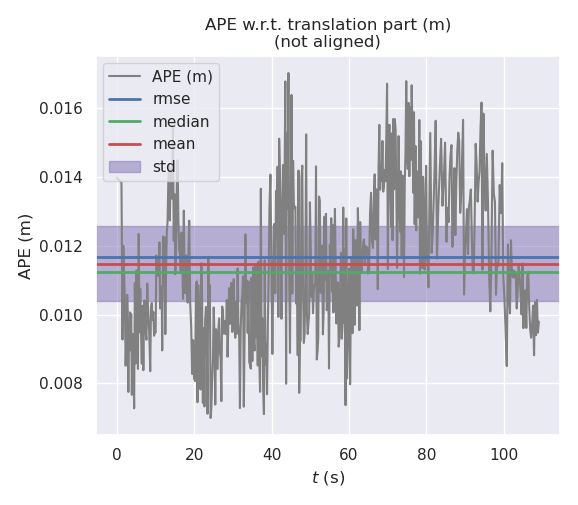 APE w.r.t. translation part (m)
(not aligned)
APE (m)
rmse
median
mean
std
0.016
0.014
0.012
0.010
0.008
APE (m)
0
20
40
60
80
100
t (s)